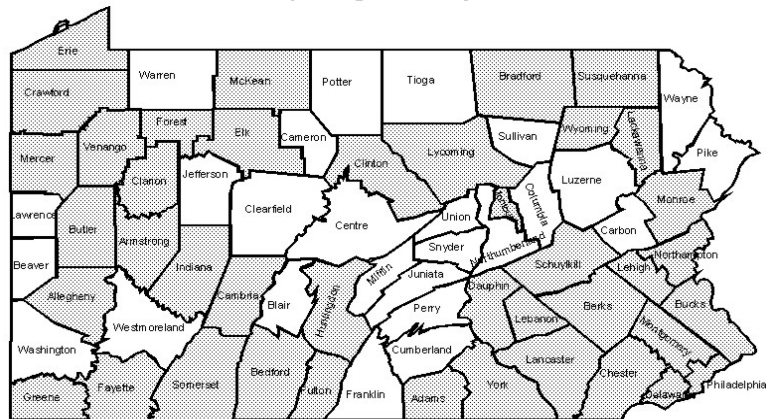 Erie
Warren
McKean
Potter
Tioga
Bradford
Susquehanna
Crawford
Wayne
Forest
Elk
Cameron
Sullivan
Wyoming
Lackawanna
Venango
Mercer
Clinton
Lycoming
Pike
Jefferson
Clarion
Luzerne
Columbia
Montour
Monroe
Lawrence
Clearfield
Centre
Union
Butler
Carbon
Armstrong
Snyder
Northumberland
Beaver
Indiana
Mifflin
Juniata
Schuylkill
Lehigh
Northampton
Allegheny
Cambria
Blair
Huntingdon
Dauphin
Bucks
Westmoreland
Perry
Lebanon
Berks
Montgomery
Washington
Cumberland
Lancaster
Chester
Fayette
Somerset
Bedford
Fulton
Franklin
Adams
York
Delaware
Philadelphia
Greene